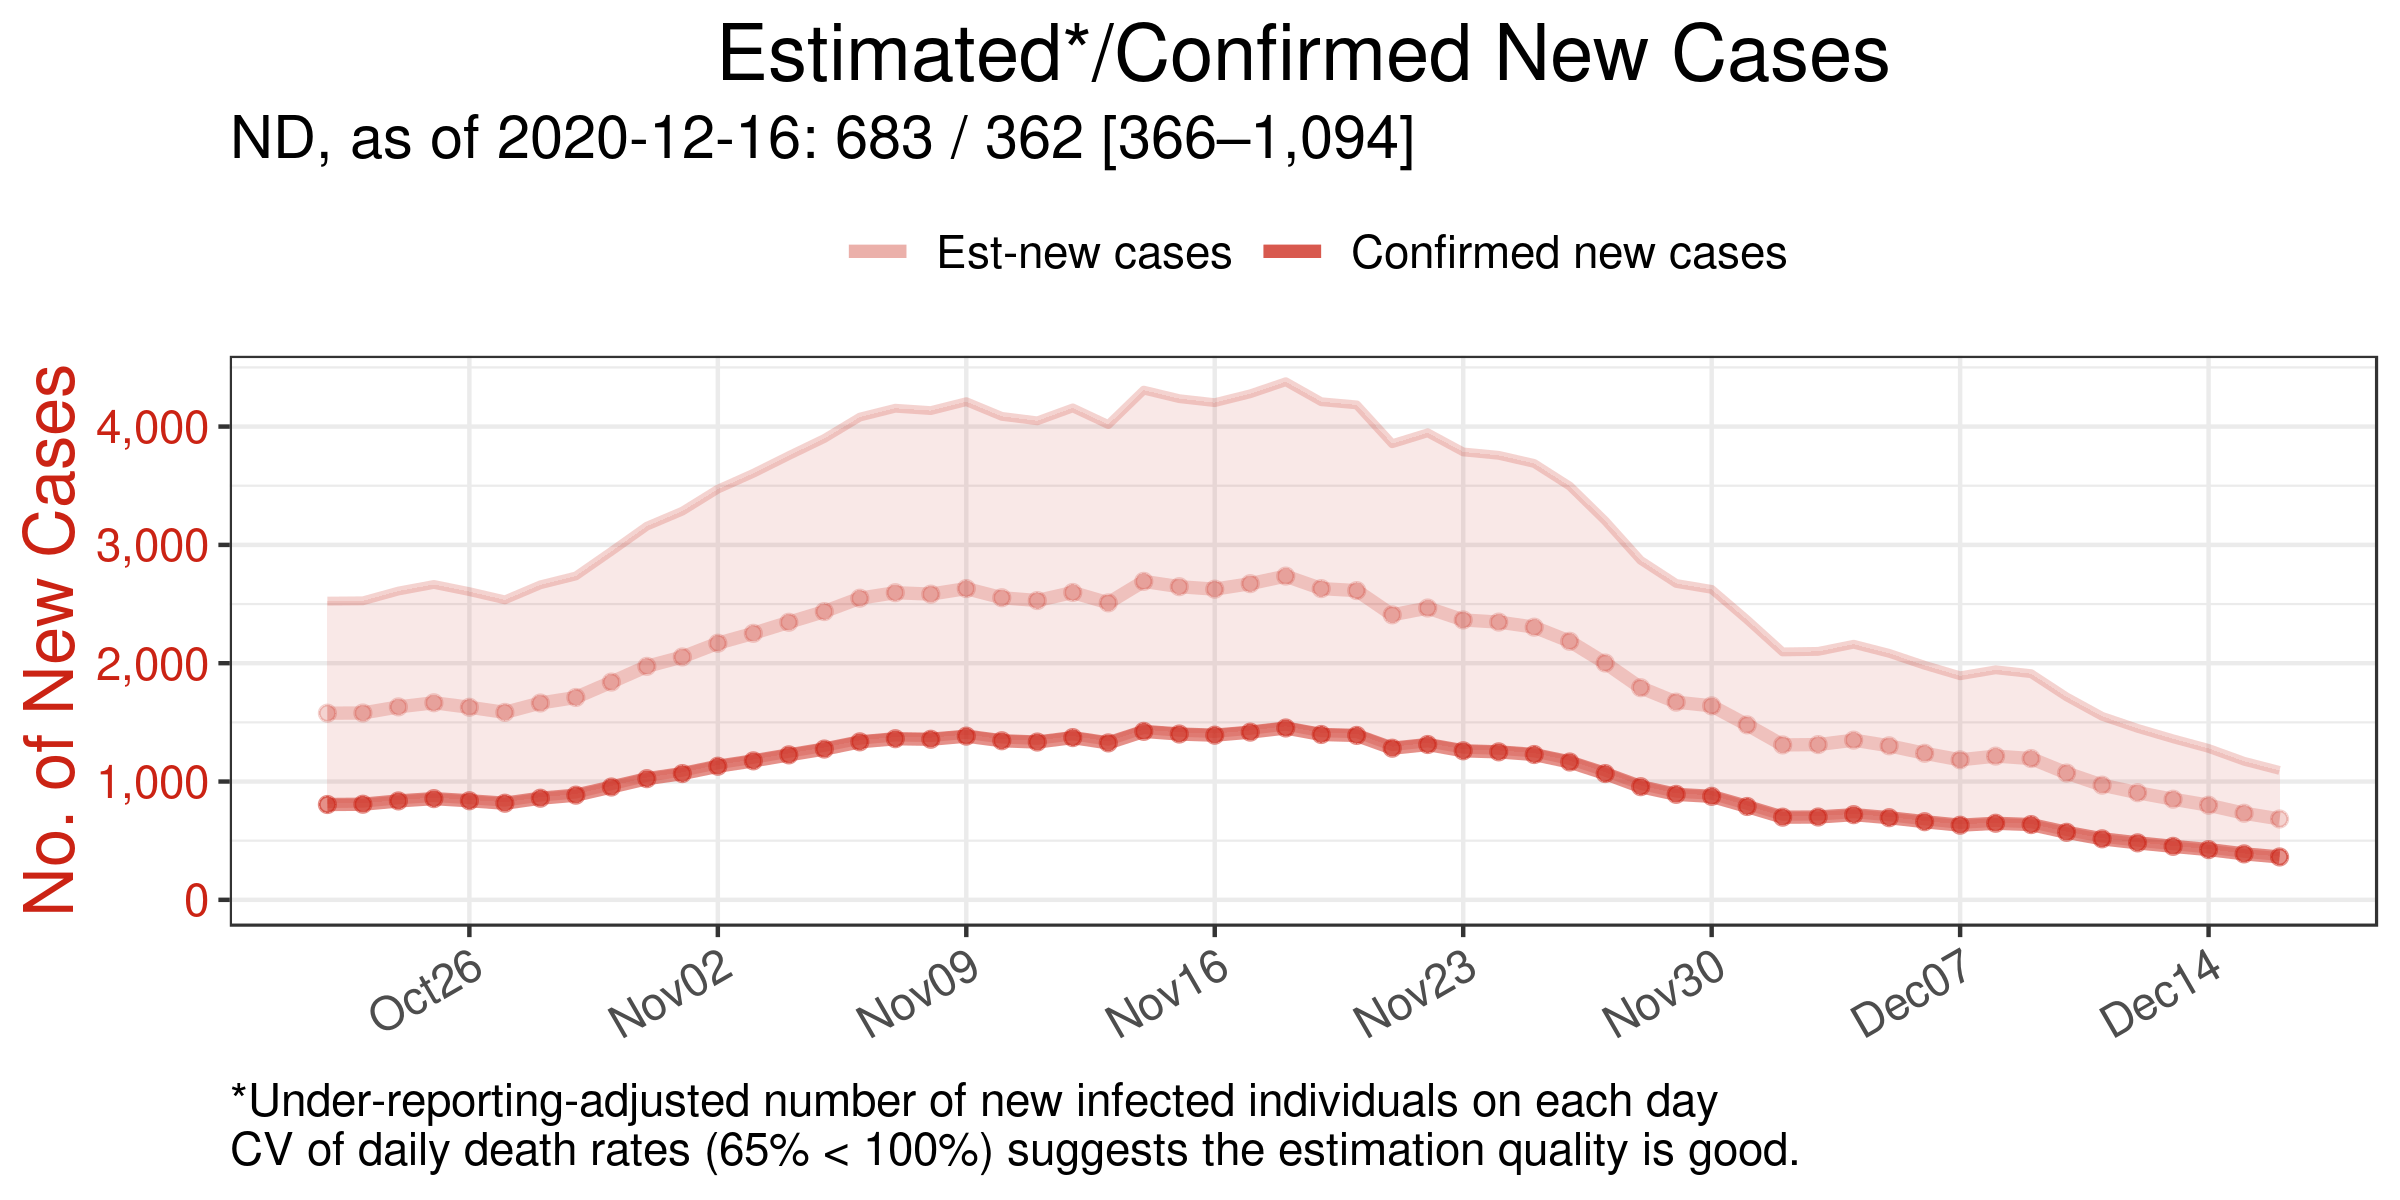 Estimated*/Confirmed New Cases
ND, as of 2020-12-16: 683 / 362 [366–1,094]
Est-new cases
Confirmed new cases
No. of New Cases
4,000
3,000
2,000
1,000
0
Oct26
Nov02
Nov09
Nov16
Nov23
Nov30
Dec07
Dec14
*Under-reporting-adjusted number of new infected individuals on each day
CV of daily death rates (65% < 100%) suggests the estimation quality is good.